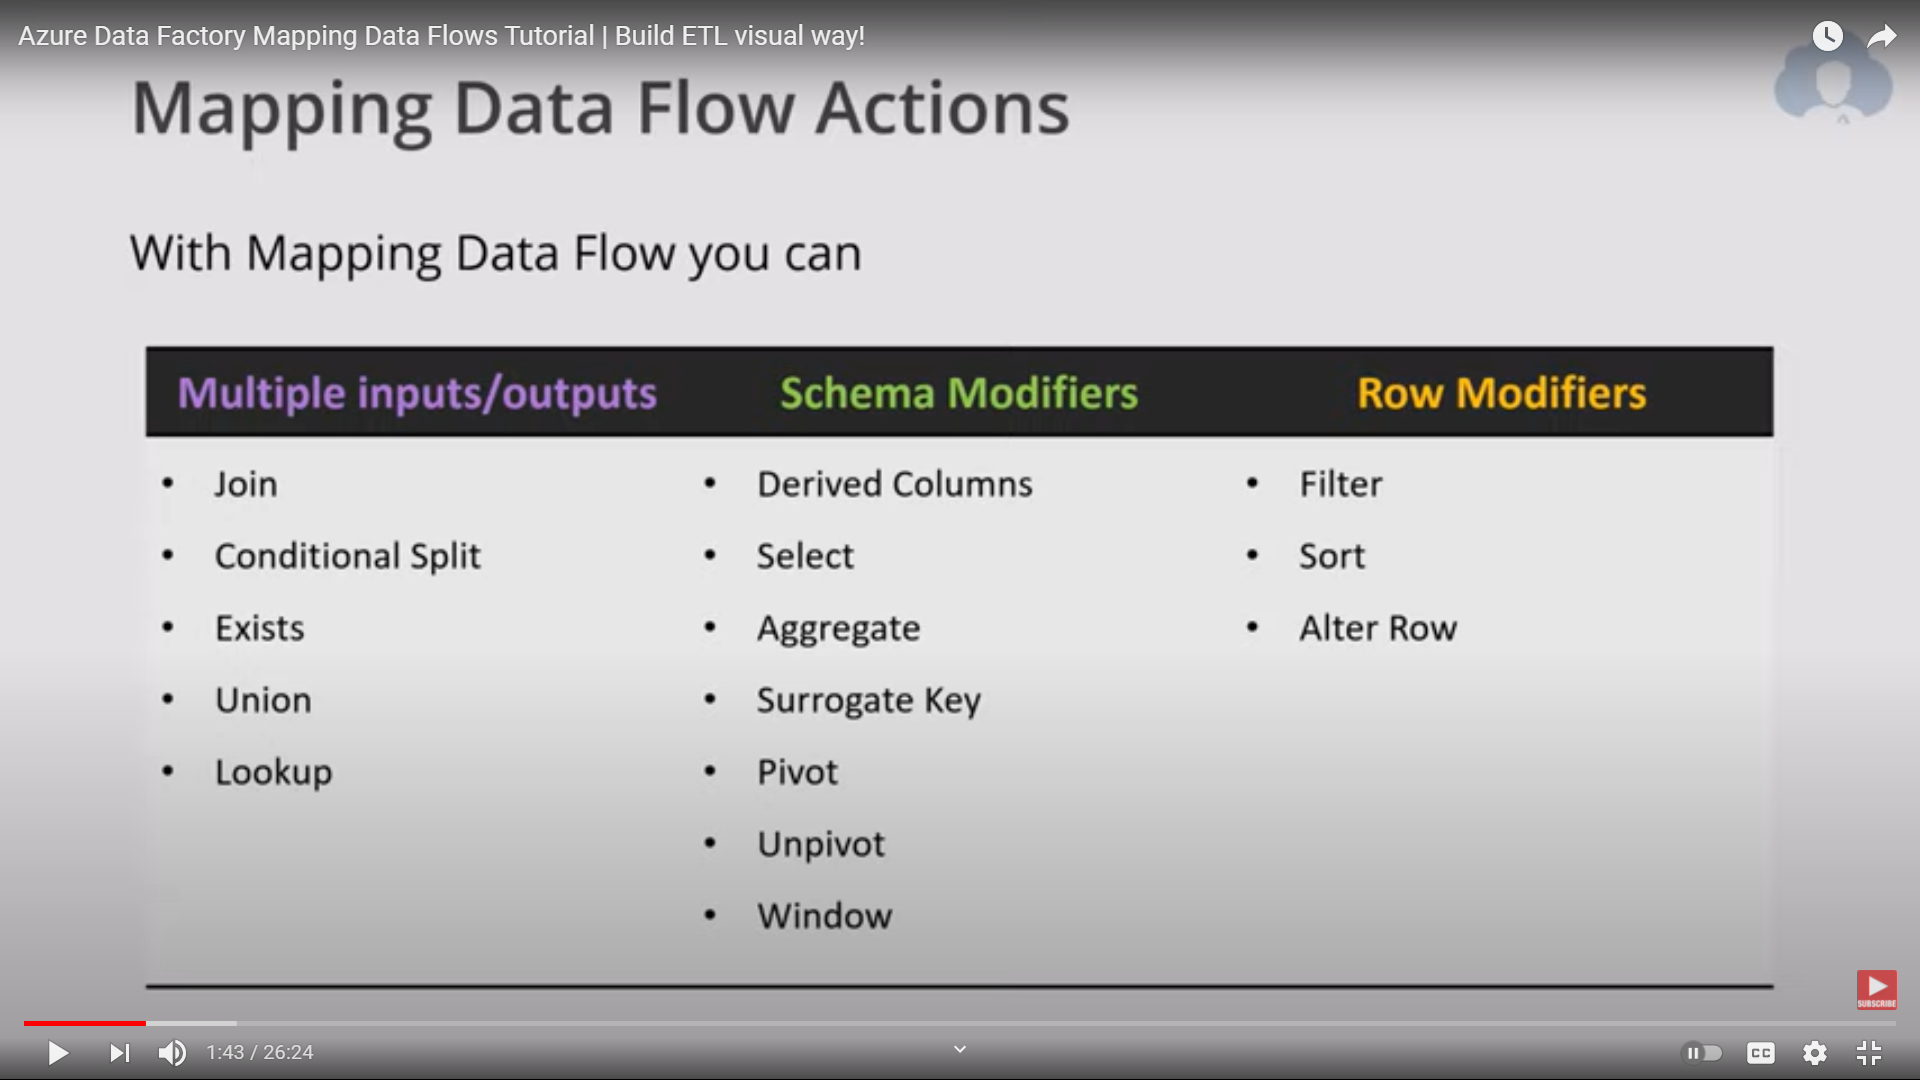 Azure Data Factory Mapping Data Flows Tutorial | Build ETL visual way!
Mapping Data Flow Actions
With Mapping Data Flow you can
Multiple inputs/outputs
• Join
• Conditional Split
• Exists
• Union
• Lookup
Schema Modifiers
• Derived Columns
• Select
• Aggregate
• Surrogate Key
• Pivot
• Unpivot
• Window
Row Modifiers
• Filter
• Sort
• Alter Row
SUBSCRIBE
1:43 / 26:24
CC